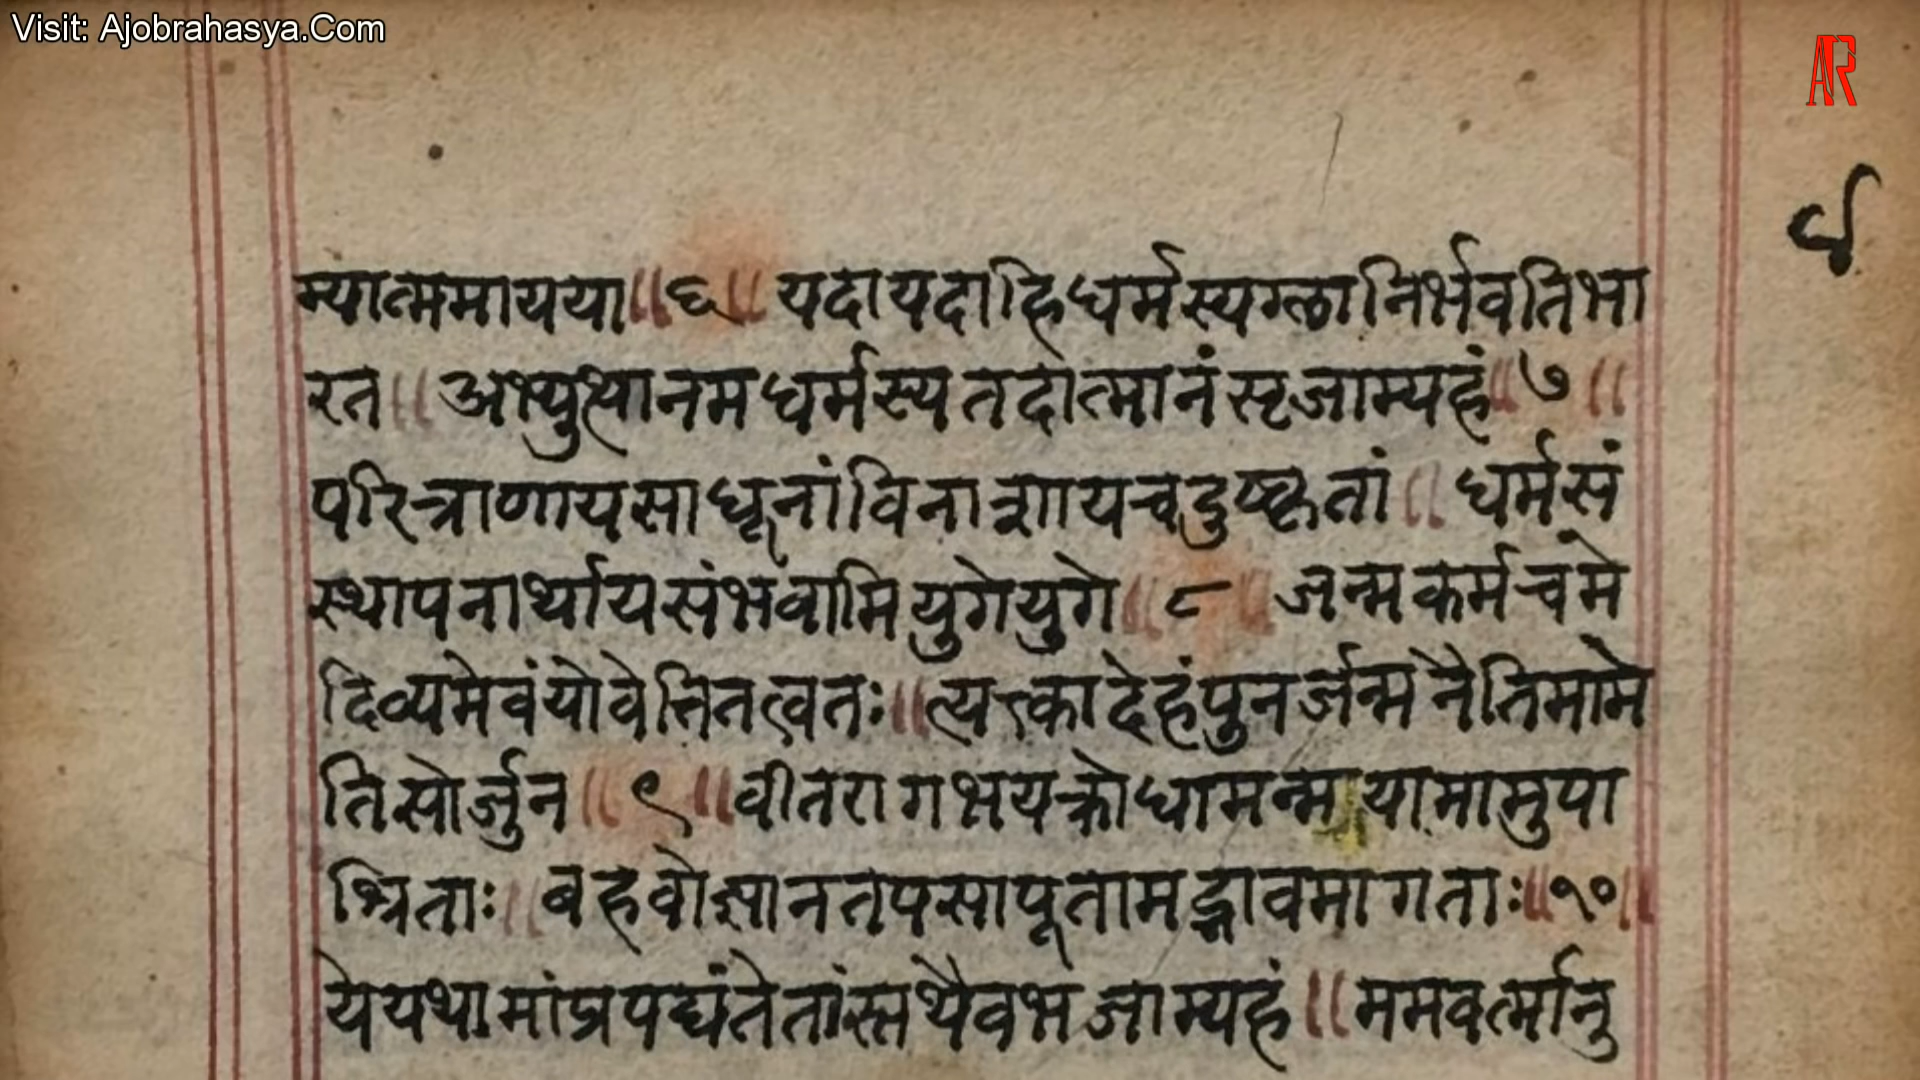 Visit: Ajobrahasya.Com
AR
म्यात्ममायया॥६॥यदायदाहिधर्मस्यग्लानिर्भवतिभा
रत॥अभ्युत्थानमधर्मस्यतदात्मानंसृजाम्यहं॥७॥
परित्राणायसाधूनांविनाशायचदुष्कृतां॥धर्मसं
स्थापनार्थायसंभवामियुगेयुगे॥८॥जन्मकर्मचमे
दिव्यमेवंयोवेत्तितत्वतः॥त्यक्त्कादेहंपुनर्जन्मनैतिमामे
तिसोर्जुन॥९॥वीतरागभयक्रोधामन्मयामामुपा
श्रिताः॥बहवोज्ञानतपसापूतामद्भावमागताः॥१०॥
येयथामांप्रपद्यंतेतांस्तथैवभजाम्यहं॥ममवर्त्मानु